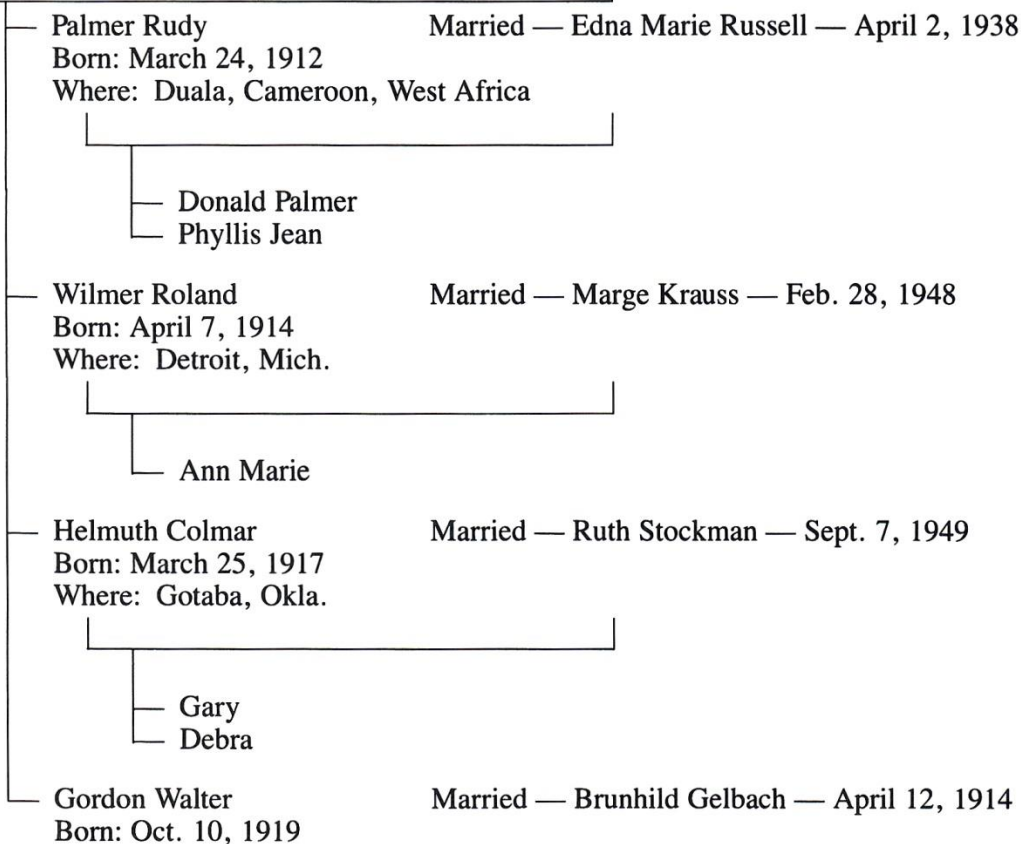 Palmer Rudy Married — Edna Marie Russell — April 2, 1938
Born: March 24, 1912
Where: Duala, Cameroon, West Africa
Donald Palmer
Phyllis Jean
Wilmer Roland Married — Marge Krauss — Feb. 28, 1948
Born: April 7, 1914
Where: Detroit, Mich.
Ann Marie
Helmuth Colmar Married — Ruth Stockman — Sept. 7, 1949
Born: March 25, 1917
Where: Gotaba, Okla.
Gary
Debra
Gordon Walter Married — Brunhild Gelbach — April 12, 1914
Born: Oct. 10, 1919